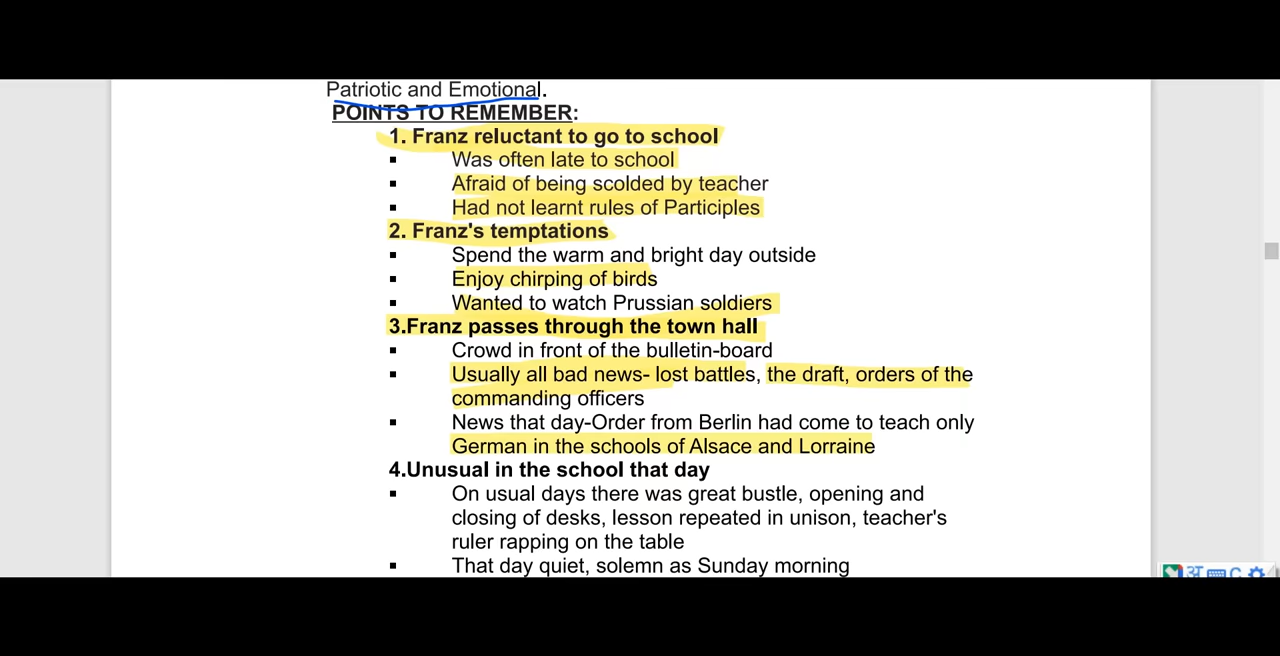 Patriotic and Emotional.
POINTS TO REMEMBER:
1. Franz reluctant to go to school
▪ Was often late to school
▪ Afraid of being scolded by teacher
▪ Had not learnt rules of Participles
2. Franz's temptations
▪ Spend the warm and bright day outside
▪ Enjoy chirping of birds
▪ Wanted to watch Prussian soldiers
3.Franz passes through the town hall
▪ Crowd in front of the bulletin-board
▪ Usually all bad news- lost battles, the draft, orders of the
commanding officers
▪ News that day-Order from Berlin had come to teach only
German in the schools of Alsace and Lorraine
4.Unusual in the school that day
▪ On usual days there was great bustle, opening and
closing of desks, lesson repeated in unison, teacher's
ruler rapping on the table
▪ That day quiet, solemn as Sunday morning
अ